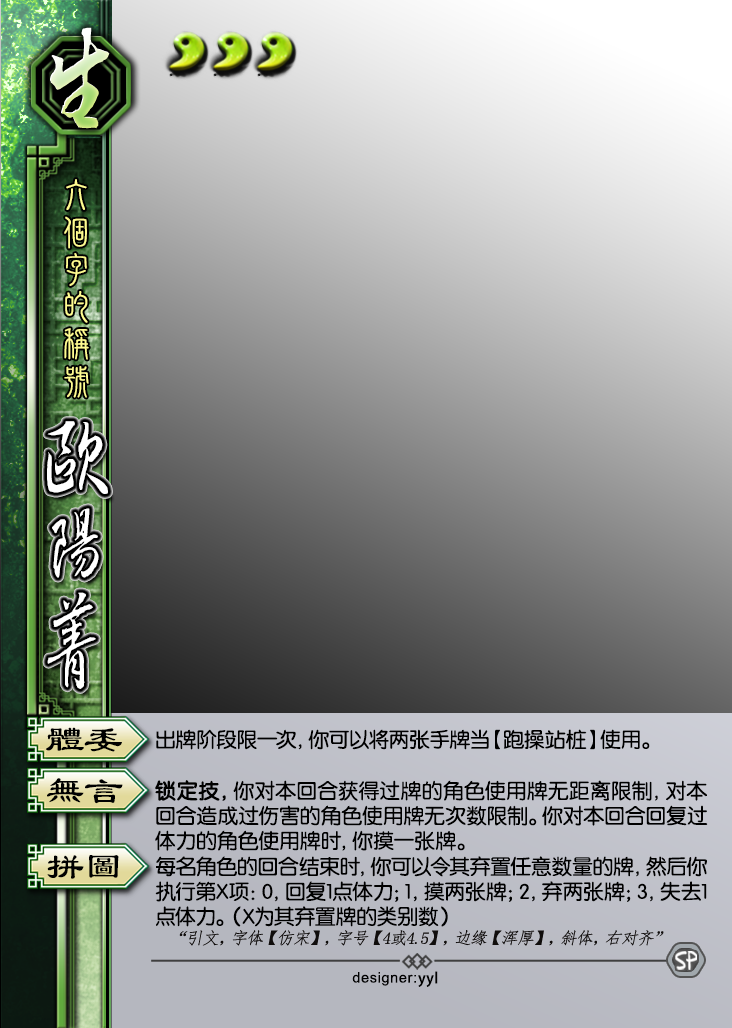 生
六個字的稱號
歐陽菁
體委
出牌阶段限一次，你可以将两张手牌当【跑操站桩】使用。
無言
锁定技，你对本回合获得过牌的角色使用牌无距离限制，对本
回合造成过伤害的角色使用牌无次数限制。你对本回合回复过
体力的角色使用牌时，你摸一张牌。
拼圖
每名角色的回合结束时，你可以令其弃置任意数量的牌，然后你
执行第X项：0，回复1点体力；1，摸两张牌；2，弃两张牌；3，失去1
点体力。（X为其弃置牌的类别数）
“引文，字体【仿宋】，字号【4或4.5】，边缘【浑厚】，斜体，右对齐”
SP
designer:yyl